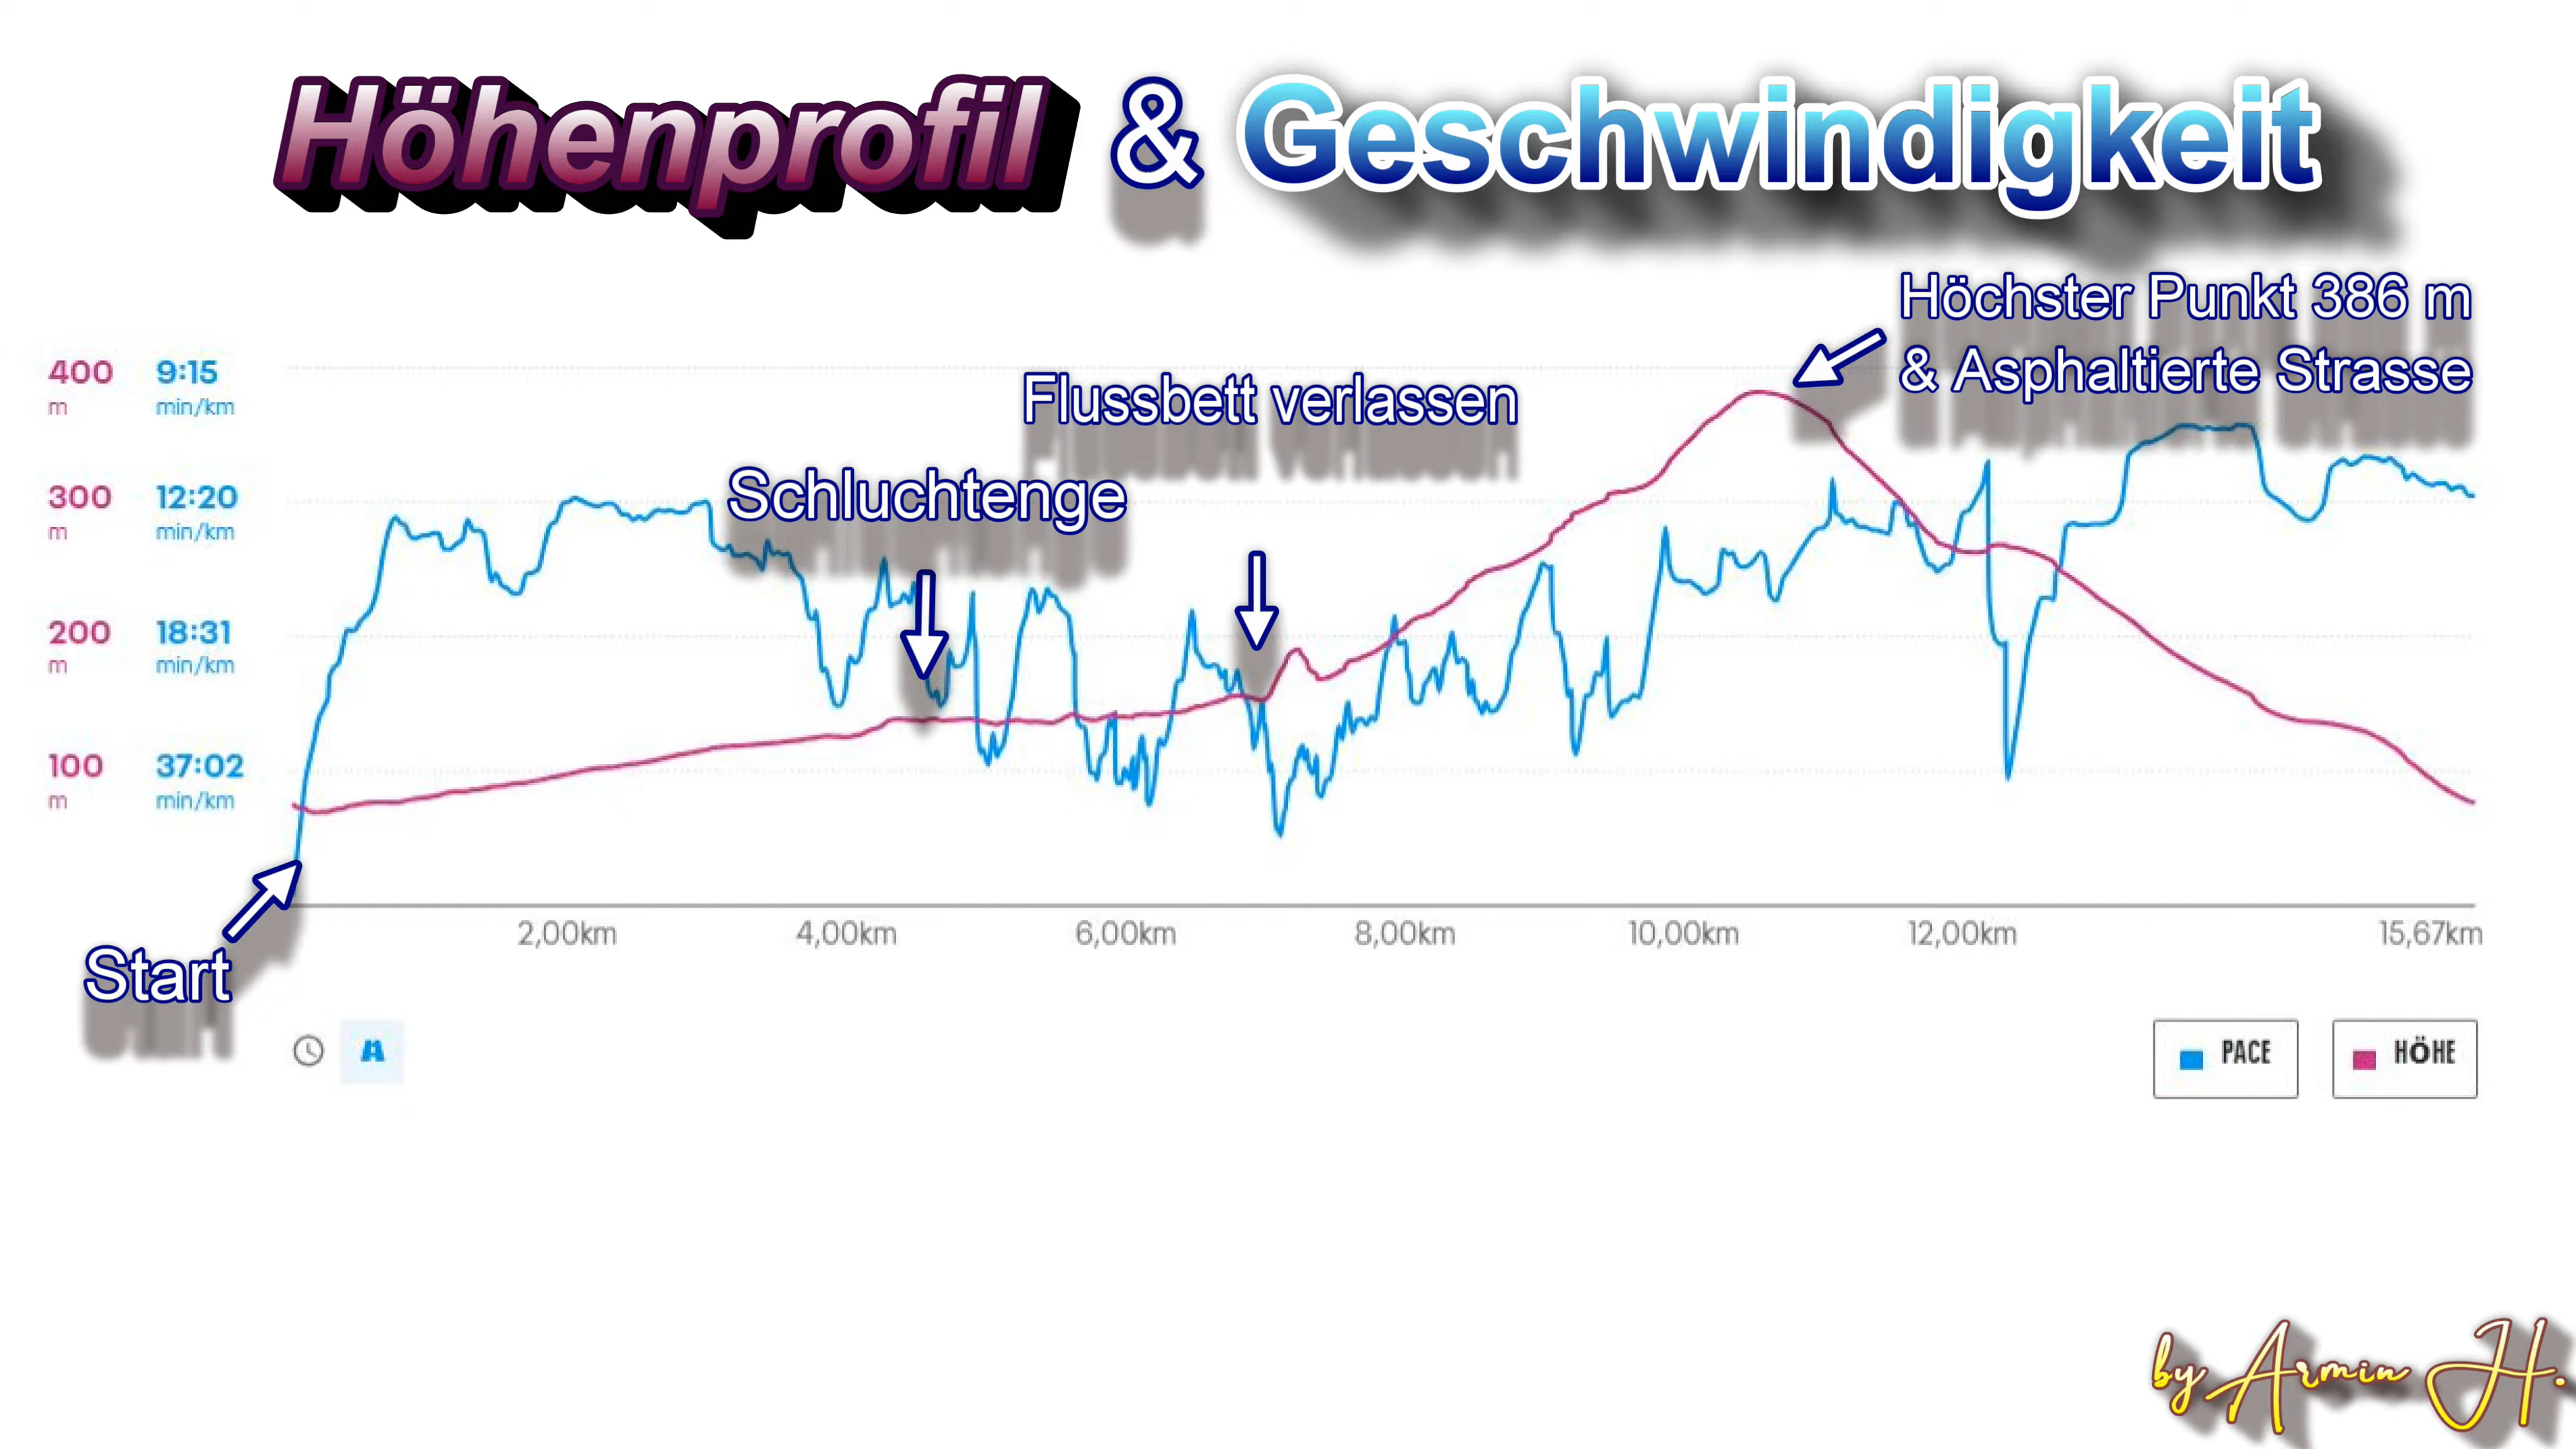 Höhenprofil & Geschwindigkeit
Höchster Punkt 386 m
& Asphaltierte Strasse
Flussbett verlassen
Schluchtenge
400 9:15
m min/km
300 12:20
m min/km
200 18:31
m min/km
100 37:02
m min/km
2,00km 4,00km 6,00km 8,00km 10,00km 12,00km 15,67km
Start
PACE HÖHE
by Armin H.